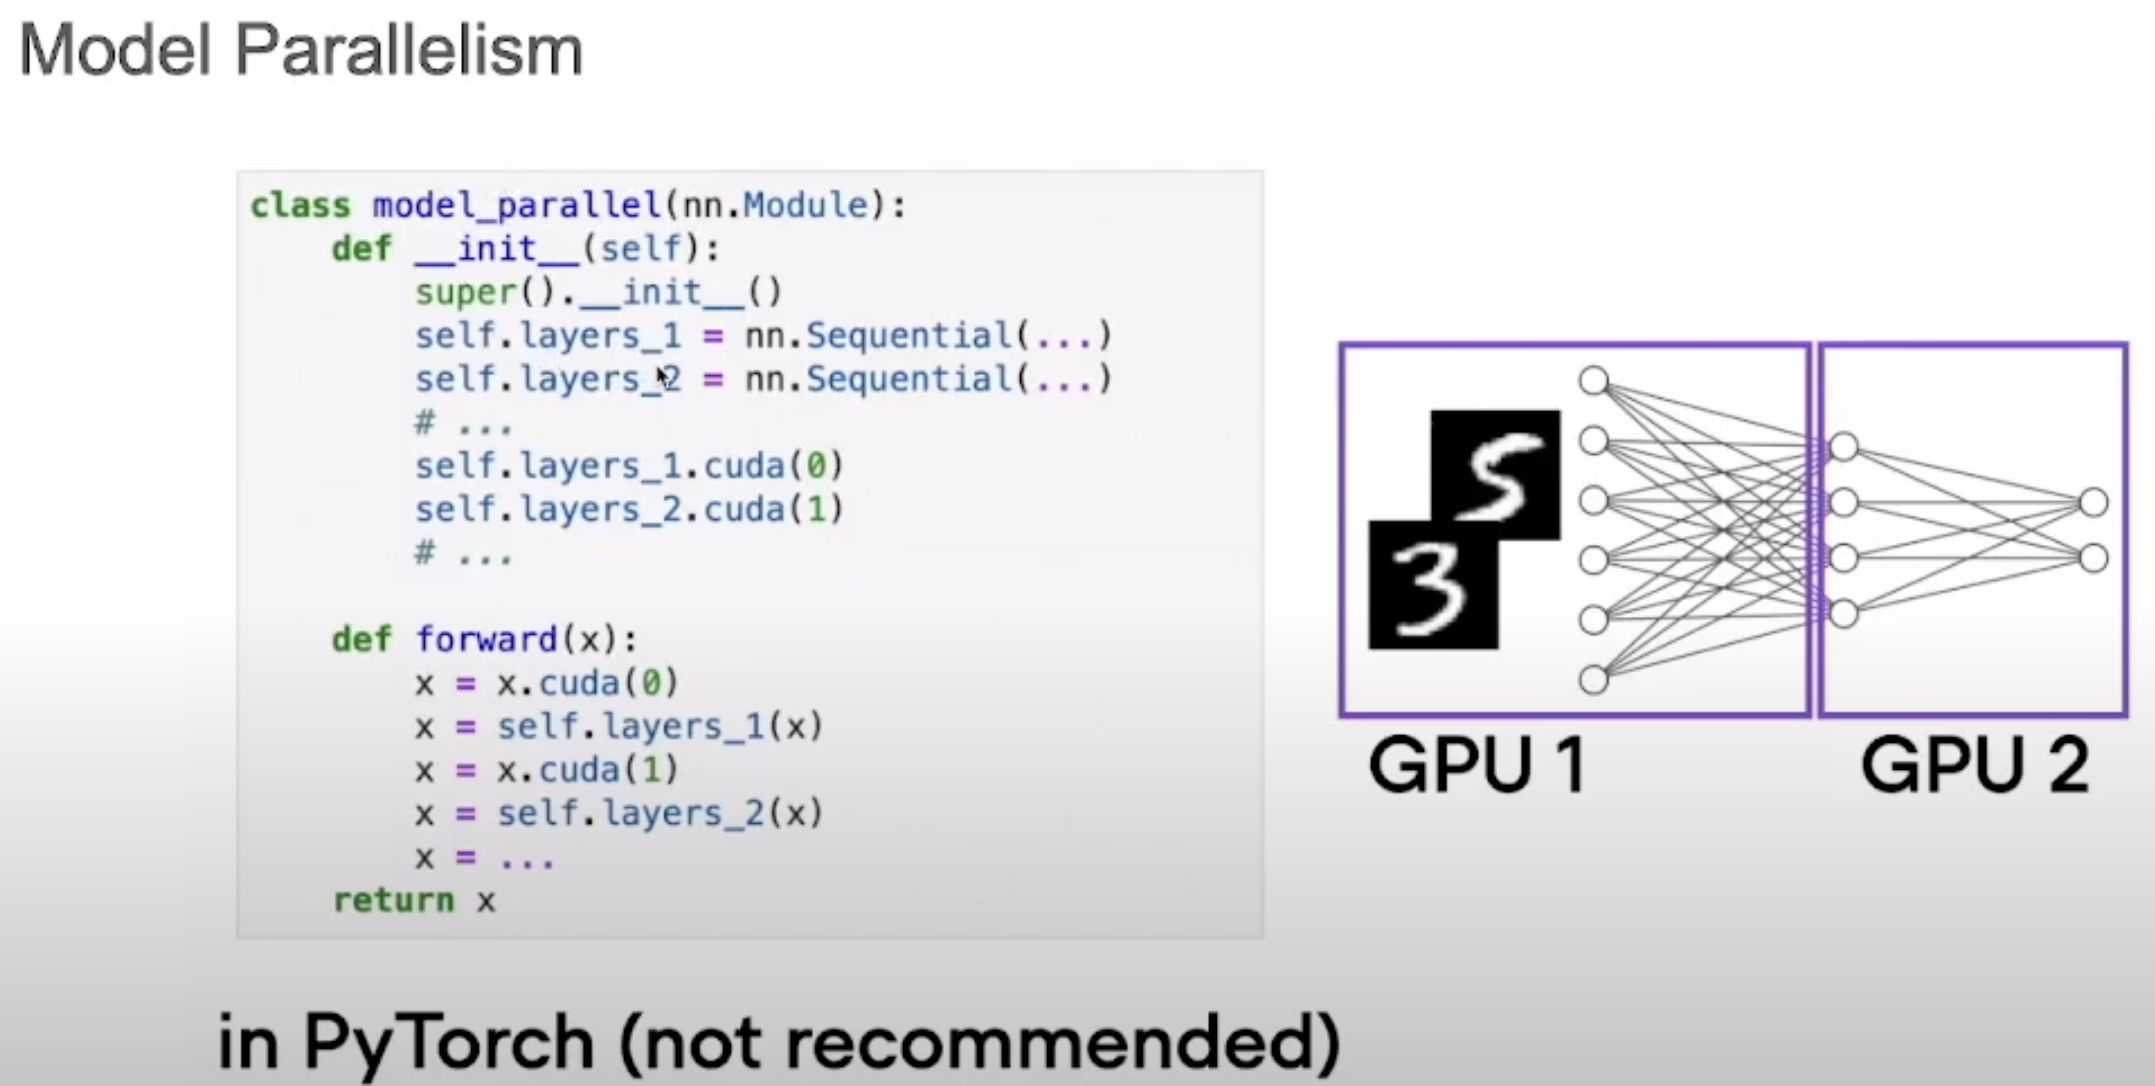 Model Parallelism
class model_parallel(nn.Module):
    def __init__(self):
        super().__init__()
        self.layers_1 = nn.Sequential(...)
        self.layers_2 = nn.Sequential(...)
        # ...
        self.layers_1.cuda(0)
        self.layers_2.cuda(1)
        # ...
    def forward(x):
        x = x.cuda(0)
        x = self.layers_1(x)
        x = x.cuda(1)
        x = self.layers_2(x)
        x = ...
    return x
5
3
GPU 1
GPU 2
in PyTorch (not recommended)